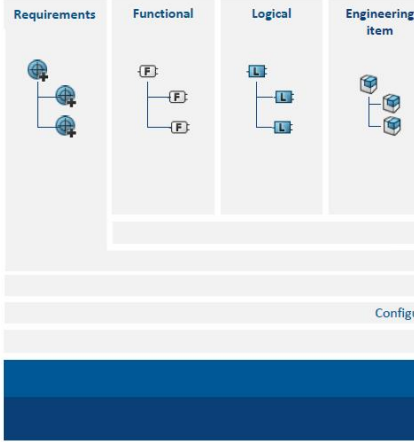 Requirements
Functional
Logical
Engineering
item
F
F
F
L
L
L
Config